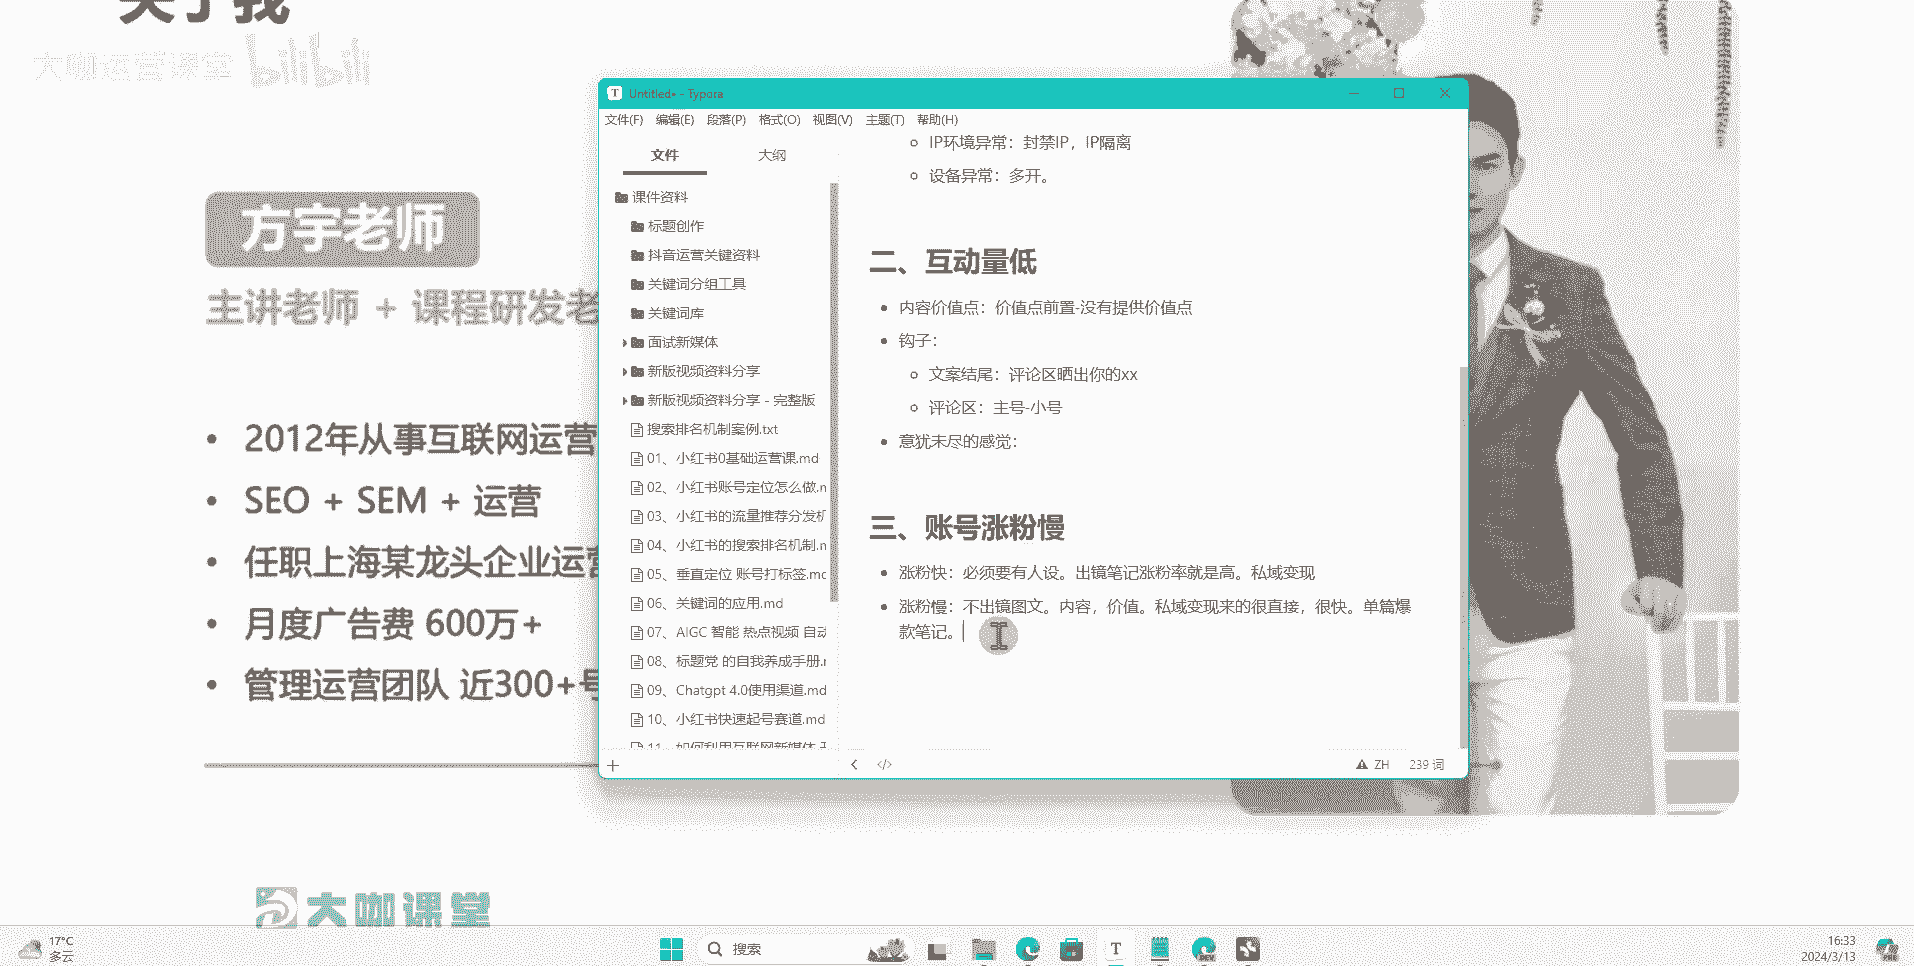 关于我
大咖运营课堂 bilibili
方宇老师
主讲老师 + 课程研发老
2012年从事互联网运营
SEO + SEM + 运营
任职上海某龙头企业运营
月度广告费 600万+
管理运营团队 近300+号
大咖课堂
Untitled• - Typora
文件(F) 编辑(E) 段落(P) 格式(O) 视图(V) 主题(T) 帮助(H)
文件 大纲
课件资料
标题创作
抖音运营关键资料
关键词分组工具
关键词库
面试新媒体
新版视频资料分享
新版视频资料分享 - 完整版
搜索排名机制案例.txt
01、小红书0基础运营课.md
02、小红书账号定位怎么做.m
03、小红书的流量推荐分发机
04、小红书的搜索排名机制.m
05、垂直定位 账号打标签.md
06、关键词的应用.md
07、AIGC 智能 热点视频 自动
08、标题党 的自我养成手册.m
09、Chatgpt 4.0使用渠道.md
10、小红书快速起号赛道.md
11、如何利用互联网新媒体
IP环境异常：封禁IP，IP隔离
设备异常：多开。
二、互动量低
内容价值点：价值点前置-没有提供价值点
钩子：
文案结尾：评论区晒出你的xx
评论区：主号-小号
意犹未尽的感觉：
三、账号涨粉慢
涨粉快：必须要有人设。出镜笔记涨粉率就是高。私域变现
涨粉慢：不出镜图文。内容，价值。私域变现来的很直接，很快。单篇爆
款笔记。
ZH 239 词
17°C
多云
搜索
16:33
2024/3/13